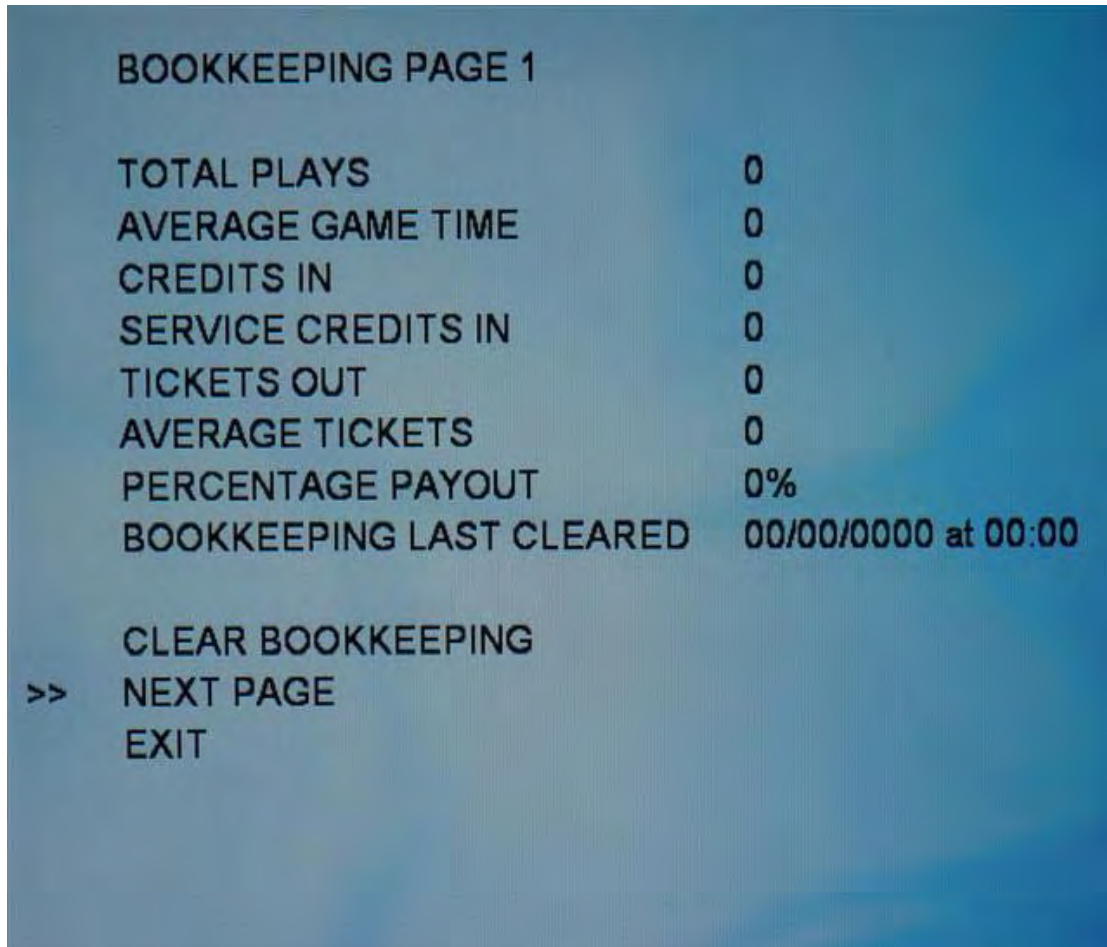 BOOKKEEPING PAGE 1
TOTAL PLAYS 0
AVERAGE GAME TIME 0
CREDITS IN 0
SERVICE CREDITS IN 0
TICKETS OUT 0
AVERAGE TICKETS 0
PERCENTAGE PAYOUT 0%
BOOKKEEPING LAST CLEARED 00/00/0000 at 00:00
CLEAR BOOKKEEPING
>> NEXT PAGE
EXIT